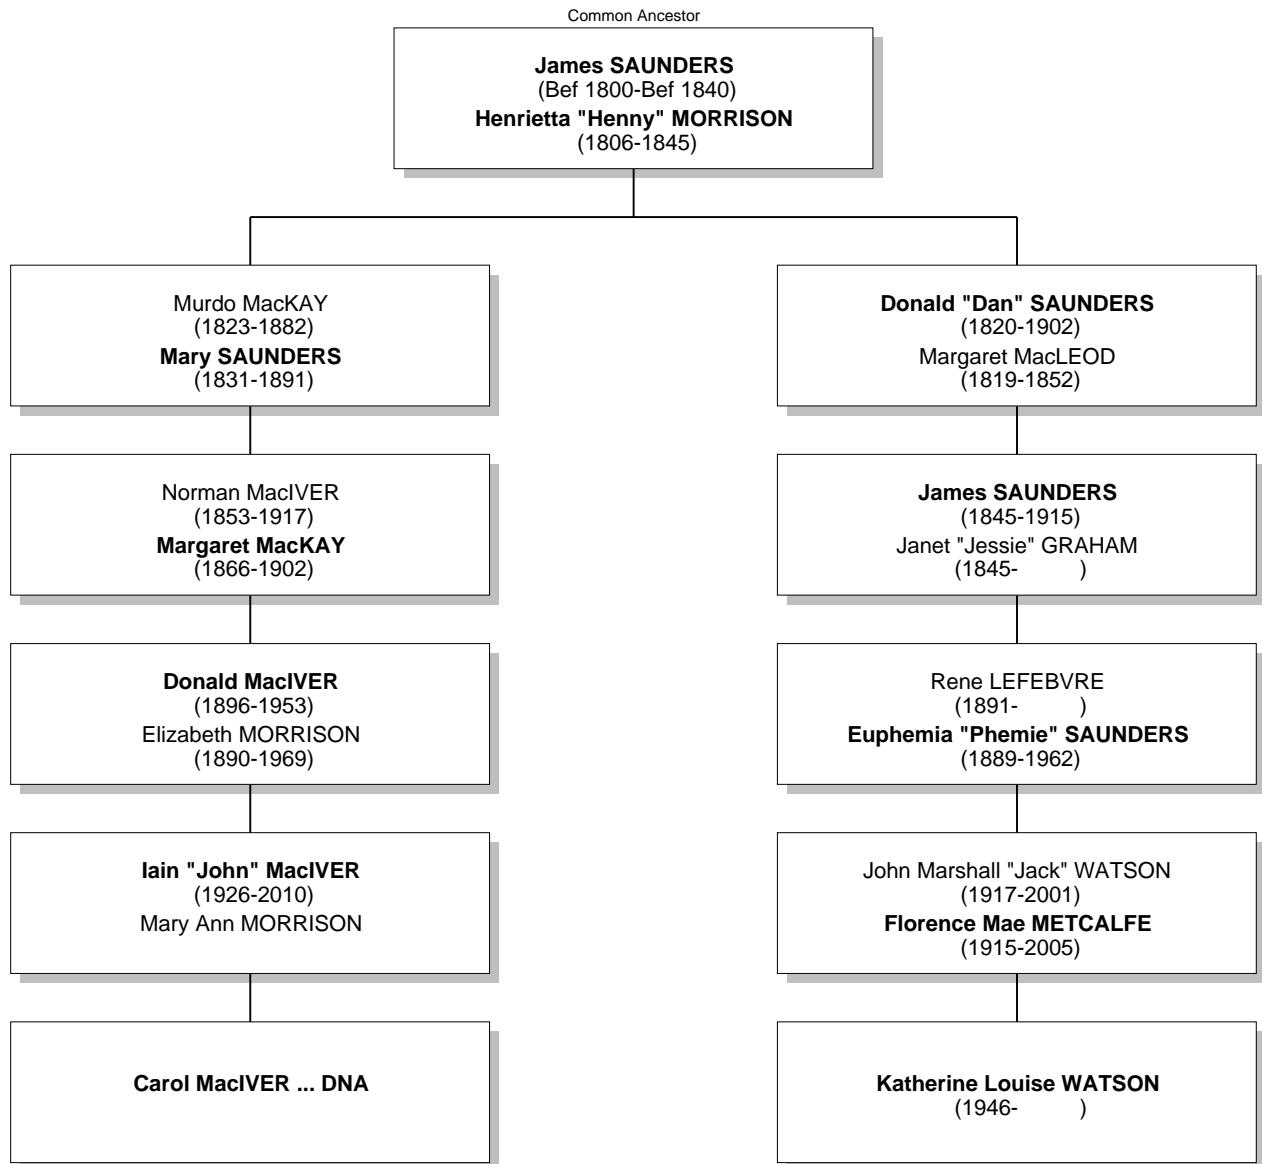 Common Ancestor
James SAUNDERS
(Bef 1800-Bef 1840)
Henrietta "Henny" MORRISON
(1806-1845)
Murdo MacKAY
(1823-1882)
Mary SAUNDERS
(1831-1891)
Donald "Dan" SAUNDERS
(1820-1902)
Margaret MacLEOD
(1819-1852)
Norman MacIVER
(1853-1917)
Margaret MacKAY
(1866-1902)
James SAUNDERS
(1845-1915)
Janet "Jessie" GRAHAM
(1845- )
Donald MacIVER
(1896-1953)
Elizabeth MORRISON
(1890-1969)
Rene LEFEBVRE
(1891- )
Euphemia "Phemie" SAUNDERS
(1889-1962)
Iain "John" MacIVER
(1926-2010)
Mary Ann MORRISON
John Marshall "Jack" WATSON
(1917-2001)
Florence Mae METCALFE
(1915-2005)
Carol MacIVER ... DNA
Katherine Louise WATSON
(1946- )